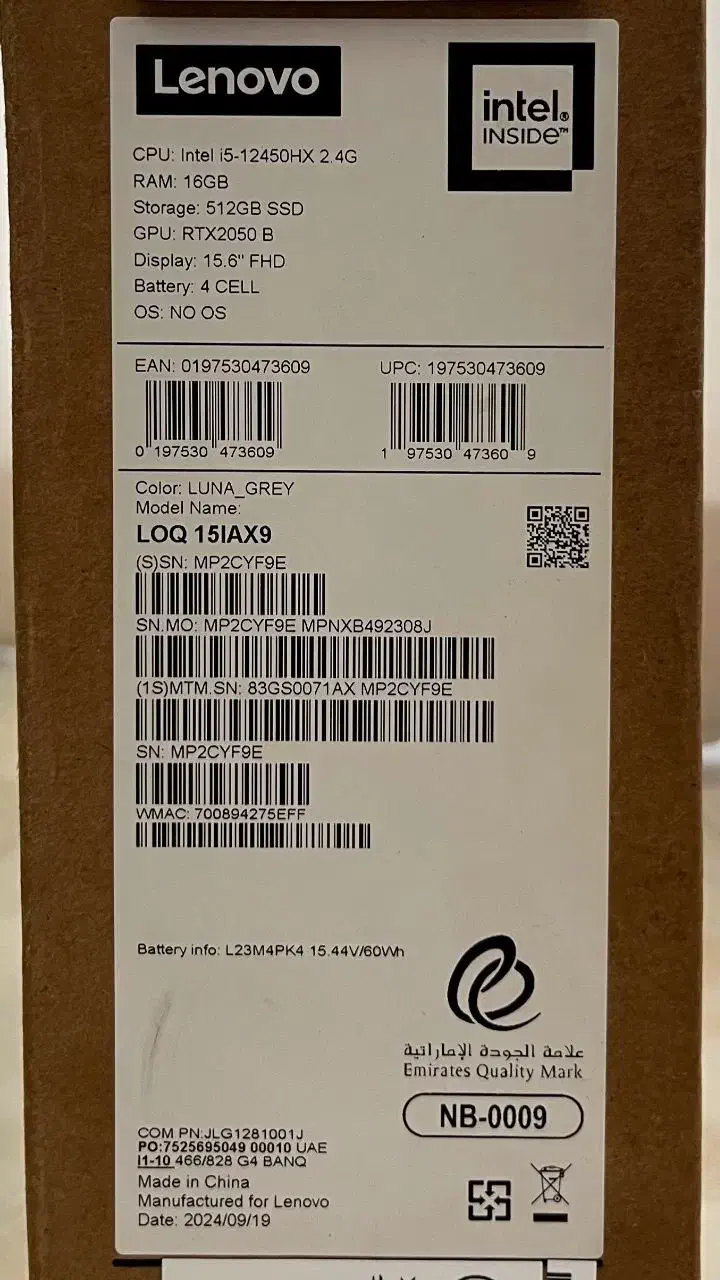 Lenovo
intel®
INSIDE™
CPU: Intel i5-12450HX 2.4G
RAM: 16GB
Storage: 512GB SSD
GPU: RTX2050 B
Display: 15.6" FHD
Battery: 4 CELL
OS: NO OS
EAN: 0197530473609
UPC: 197530473609
0 197530 473609
1 97530 47360 9
Color: LUNA_GREY
Model Name:
LOQ 15IAX9
(S)SN: MP2CYF9E
SN.MO: MP2CYF9E MPNXB492308J
(1S)MTM.SN: 83GS0071AX MP2CYF9E
SN: MP2CYF9E
WMAC: 700894275EFF
Battery info: L23M4PK4 15.44V/60Wh
علامة الجودة الإماراتية
Emirates Quality Mark
NB-0009
COM PN:JLG1281001J
PO:7525695049 00010 UAE
I1-10 466/828 G4 BANQ
Made in China
Manufactured for Lenovo
Date: 2024/09/19